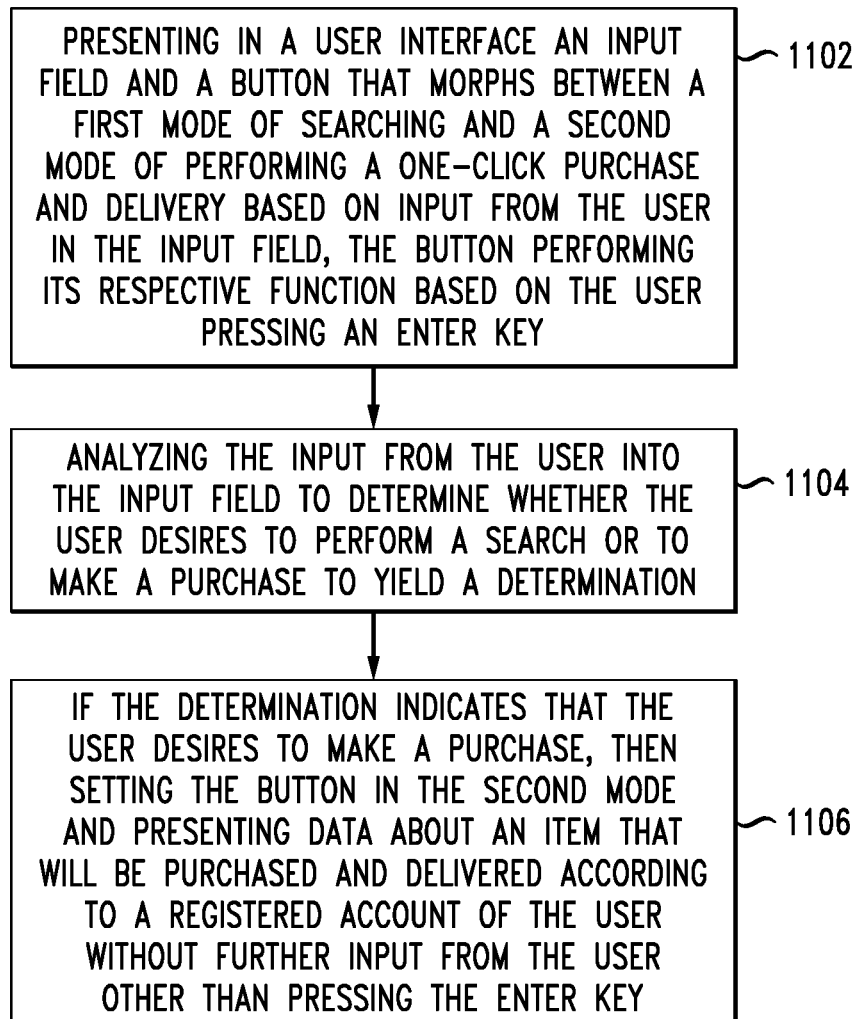 PRESENTING IN A USER INTERFACE AN INPUT
FIELD AND A BUTTON THAT MORPHS BETWEEN A
FIRST MODE OF SEARCHING AND A SECOND
MODE OF PERFORMING A ONE-CLICK PURCHASE
AND DELIVERY BASED ON INPUT FROM THE USER
IN THE INPUT FIELD, THE BUTTON PERFORMING
ITS RESPECTIVE FUNCTION BASED ON THE USER
PRESSING AN ENTER KEY
1102
ANALYZING THE INPUT FROM THE USER INTO
THE INPUT FIELD TO DETERMINE WHETHER THE
USER DESIRES TO PERFORM A SEARCH OR TO
MAKE A PURCHASE TO YIELD A DETERMINATION
1104
IF THE DETERMINATION INDICATES THAT THE
USER DESIRES TO MAKE A PURCHASE, THEN
SETTING THE BUTTON IN THE SECOND MODE
AND PRESENTING DATA ABOUT AN ITEM THAT
WILL BE PURCHASED AND DELIVERED ACCORDING
TO A REGISTERED ACCOUNT OF THE USER
WITHOUT FURTHER INPUT FROM THE USER
OTHER THAN PRESSING THE ENTER KEY
1106